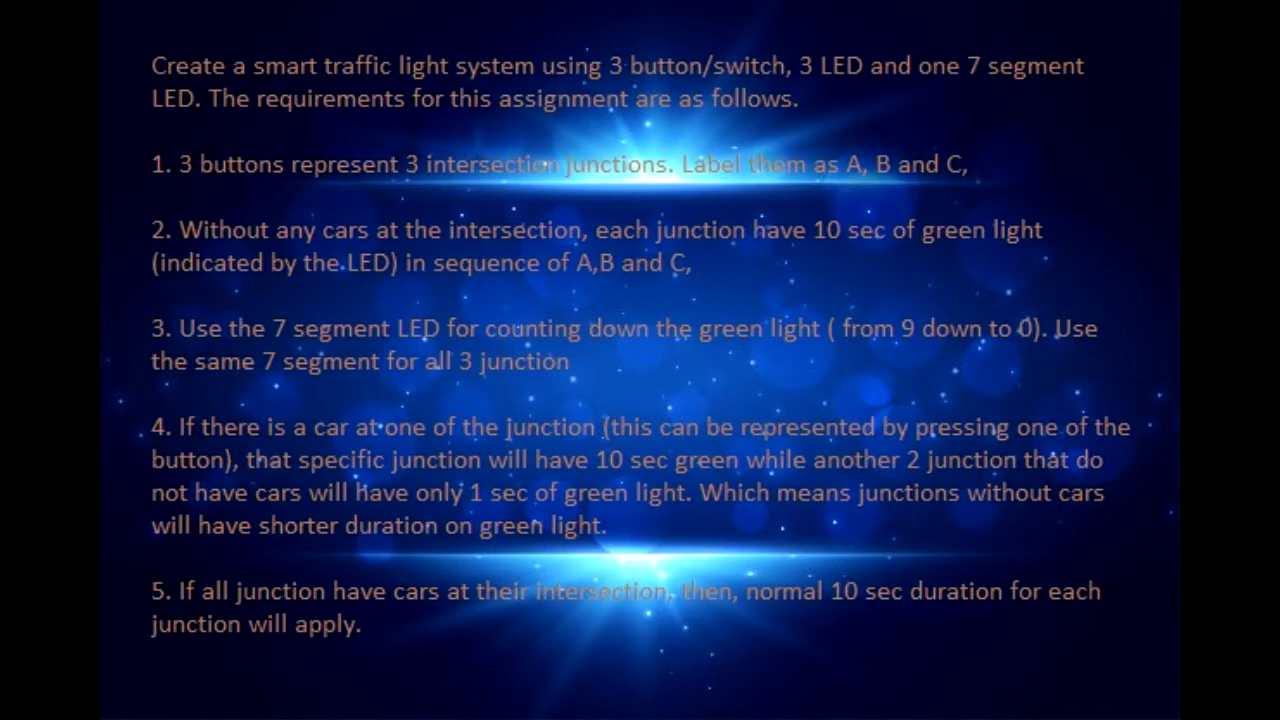 Create a smart traffic light system using 3 button/switch, 3 LED and one 7 segment
LED. The requirements for this assignment are as follows.
1. 3 buttons represent 3 intersection junctions. Label them as A, B and C,
2. Without any cars at the intersection, each junction have 10 sec of green light
(indicated by the LED) in sequence of A,B and C,
3. Use the 7 segment LED for counting down the green light ( from 9 down to 0). Use
the same 7 segment for all 3 junction
4. If there is a car at one of the junction (this can be represented by pressing one of the
button), that specific junction will have 10 sec green while another 2 junction that do
not have cars will have only 1 sec of green light. Which means junctions without cars
will have shorter duration on green light.
5. If all junction have cars at their intersection, then, normal 10 sec duration for each
junction will apply.